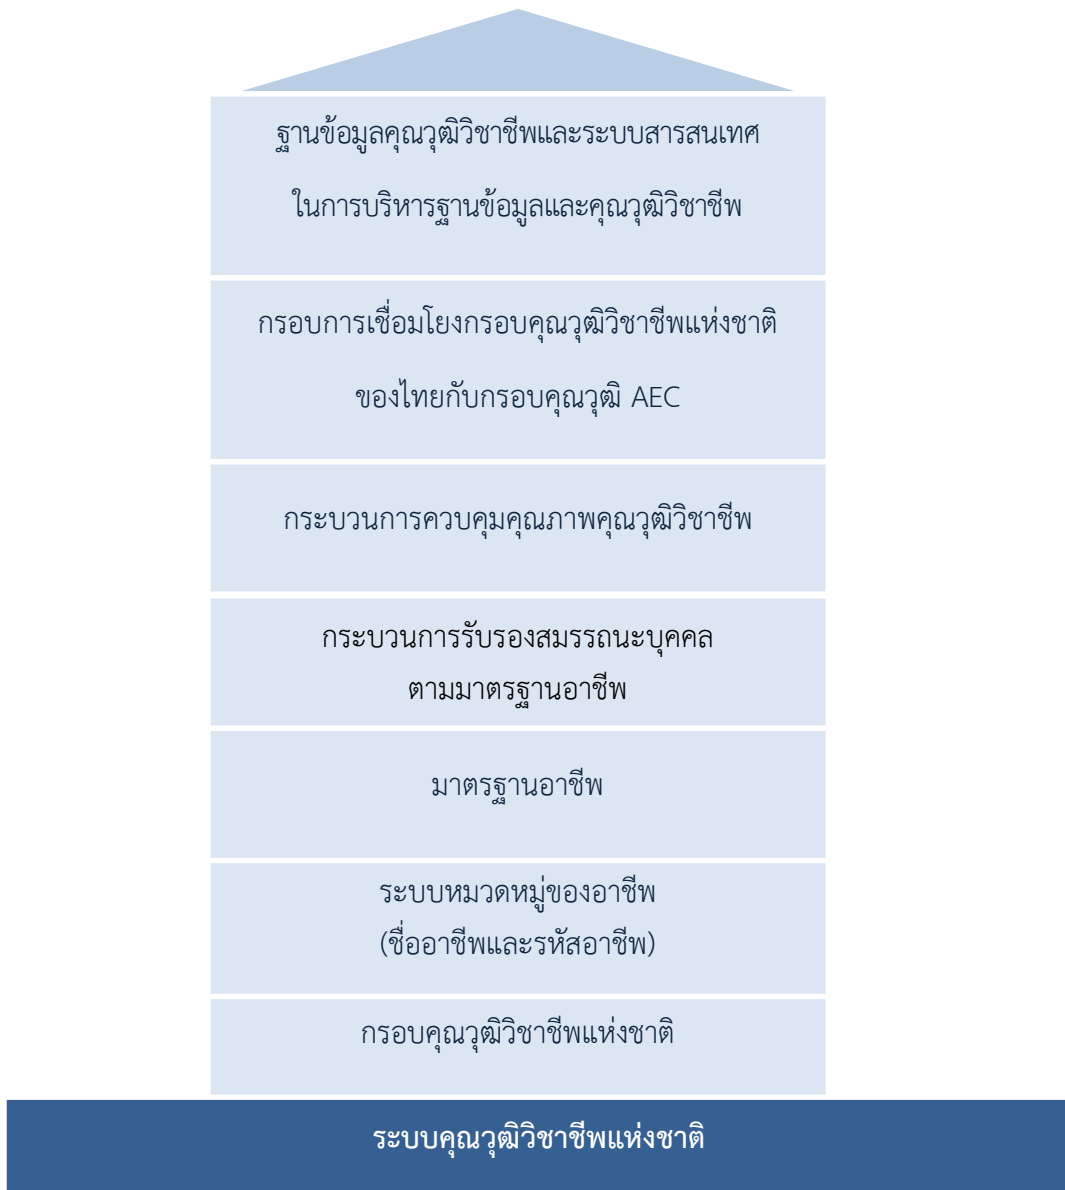 ฐานข้อมูลคุณวุฒิวิชาชีพและระบบสารสนเทศ
ในการบริหารฐานข้อมูลและคุณวุฒิวิชาชีพ
กรอบการเชื่อมโยงกรอบคุณวุฒิวิชาชีพแห่งชาติ
ของไทยกับกรอบคุณวุฒิ AEC
กระบวนการควบคุมคุณภาพคุณวุฒิวิชาชีพ
กระบวนการรับรองสมรรถนะบุคคล
ตามมาตรฐานอาชีพ
มาตรฐานอาชีพ
ระบบหมวดหมู่ของอาชีพ
(ชื่ออาชีพและรหัสอาชีพ)
กรอบคุณวุฒิวิชาชีพแห่งชาติ
ระบบคุณวุฒิวิชาชีพแห่งชาติ